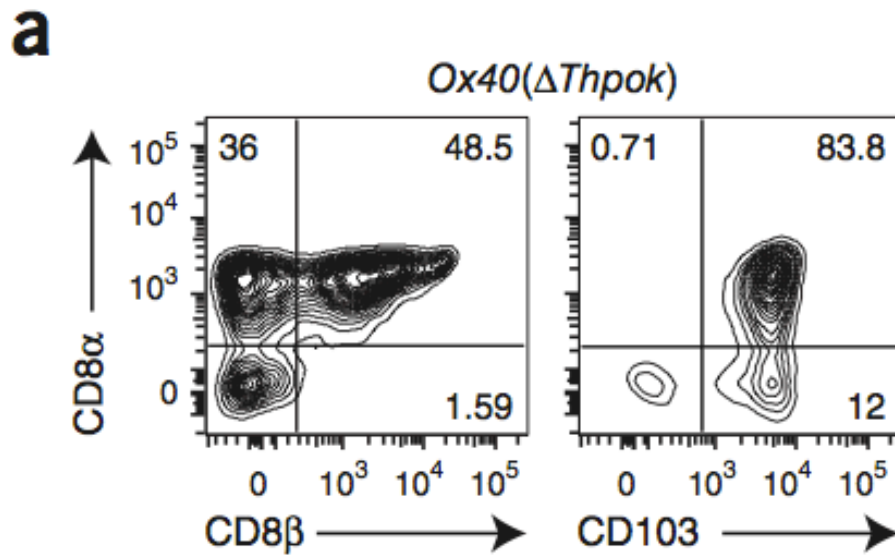 a
Ox40(ΔThpok)
36 48.5 0.71 83.8
10⁵
10⁴
10³
0
1.59 12
CD8α
0 10³ 10⁴ 10⁵ 0 10³ 10⁴ 10⁵
CD8β CD103